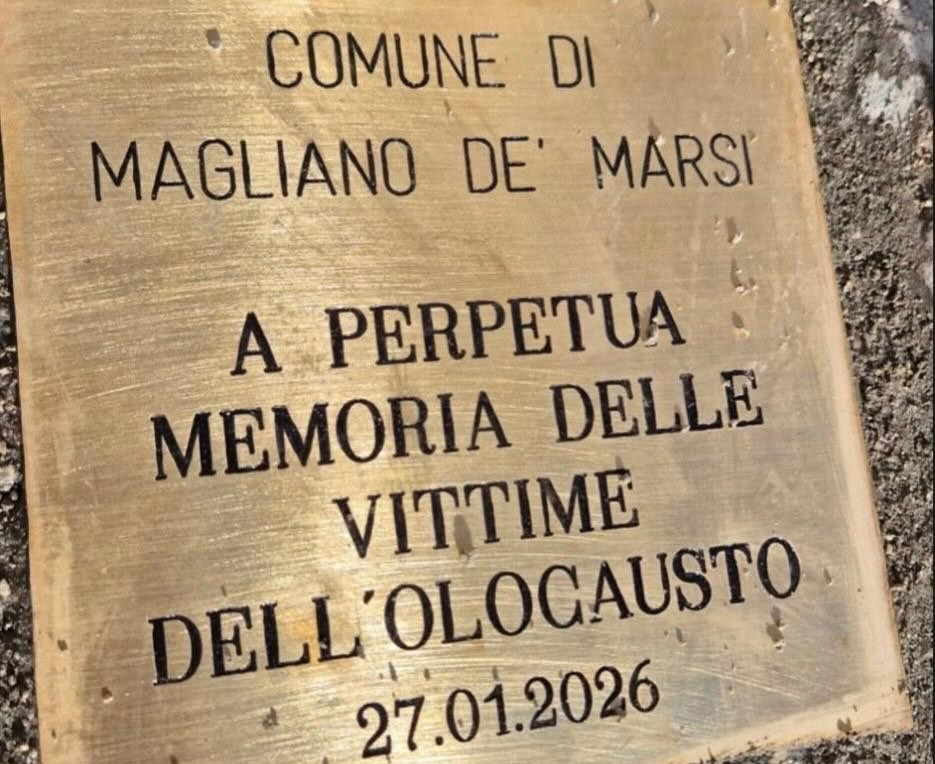 COMUNE DI
MAGLIANO DE' MARSI
A PERPETUA
MEMORIA DELLE
VITTIME
DELL'OLOCAUSTO
27.01.2026